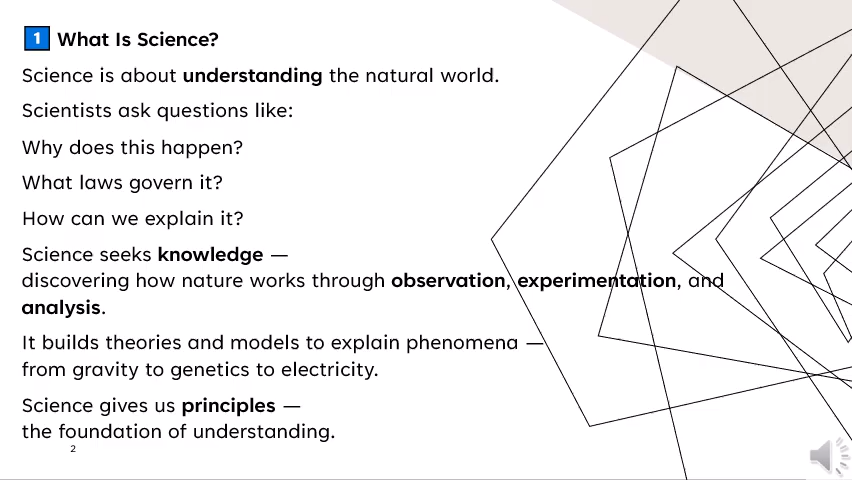 1 What Is Science?
Science is about understanding the natural world.
Scientists ask questions like:
Why does this happen?
What laws govern it?
How can we explain it?
Science seeks knowledge —
discovering how nature works through observation, experimentation, and
analysis.
It builds theories and models to explain phenomena —
from gravity to genetics to electricity.
Science gives us principles —
the foundation of understanding.
2